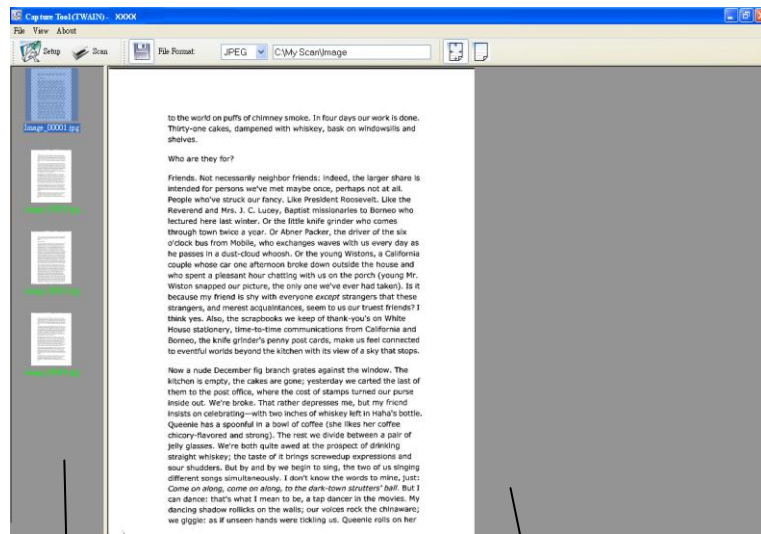 Capture Tool(TWAIN) - XXXX
File View About
Setup Scan File Format: JPEG C:\My Scan\Image
Image_00001.jpg
to the world on puffs of chimney smoke. In four days our work is done.
Thirty-one cakes, dampened with whiskey, bask on windowsills and
shelves.
Who are they for?
Friends. Not necessarily neighbor friends: indeed, the larger share is
intended for persons we've met maybe once, perhaps not at all.
People who've struck our fancy. Like President Roosevelt. Like the
Reverend and Mrs. J. C. Lucey, Baptist missionaries to Borneo who
lectured here last winter. Or the little knife grinder who comes
through town twice a year. Or Abner Packer, the driver of the six
o'clock bus from Mobile, who exchanges waves with us every day as
he passes in a dust-cloud whoosh. Or the young Wistons, a California
couple whose car one afternoon broke down outside the house and
who spent a pleasant hour chatting with us on the porch (young Mr.
Wiston snapped our picture, the only one we've ever had taken). Is it
because my friend is shy with everyone except strangers that these
strangers, and merest acquaintances, seem to us our truest friends? I
think yes. Also, the scrapbooks we keep of thank-you's on White
House stationery, time-to-time communications from California and
Borneo, the knife grinder's penny post cards, make us feel connected
to eventful worlds beyond the kitchen with its view of a sky that stops.
Now a nude December fig branch grates against the window. The
kitchen is empty, the cakes are gone; yesterday we carted the last of
them to the post office, where the cost of stamps turned our purse
inside out. We're broke. That rather depresses me, but my friend
insists on celebrating—with two inches of whiskey left in Haha's bottle.
Queenie has a spoonful in a bowl of coffee (she likes her coffee
chicory-flavored and strong). The rest we divide between a pair of
jelly glasses. We're both quite awed at the prospect of drinking
straight whiskey; the taste of it brings screwedup expressions and
sour shudders. But by and by we begin to sing, the two of us singing
different songs simultaneously. I don't know the words to mine, just:
Come on along, come on along, to the dark-town strutters' ball. But I
can dance: that's what I mean to be, a tap dancer in the movies. My
dancing shadow rollicks on the walls; our voices rock the chinaware;
we giggle: as if unseen hands were tickling us. Queenie rolls on her